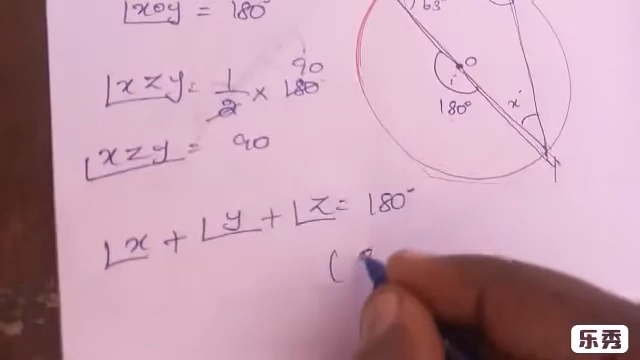 ∠xoy = 180°
63°
∠xzy = 1/2 × 180 90
O
180°
x°
∠xzy = 90
∠x + ∠y + ∠z = 180°
(
乐秀